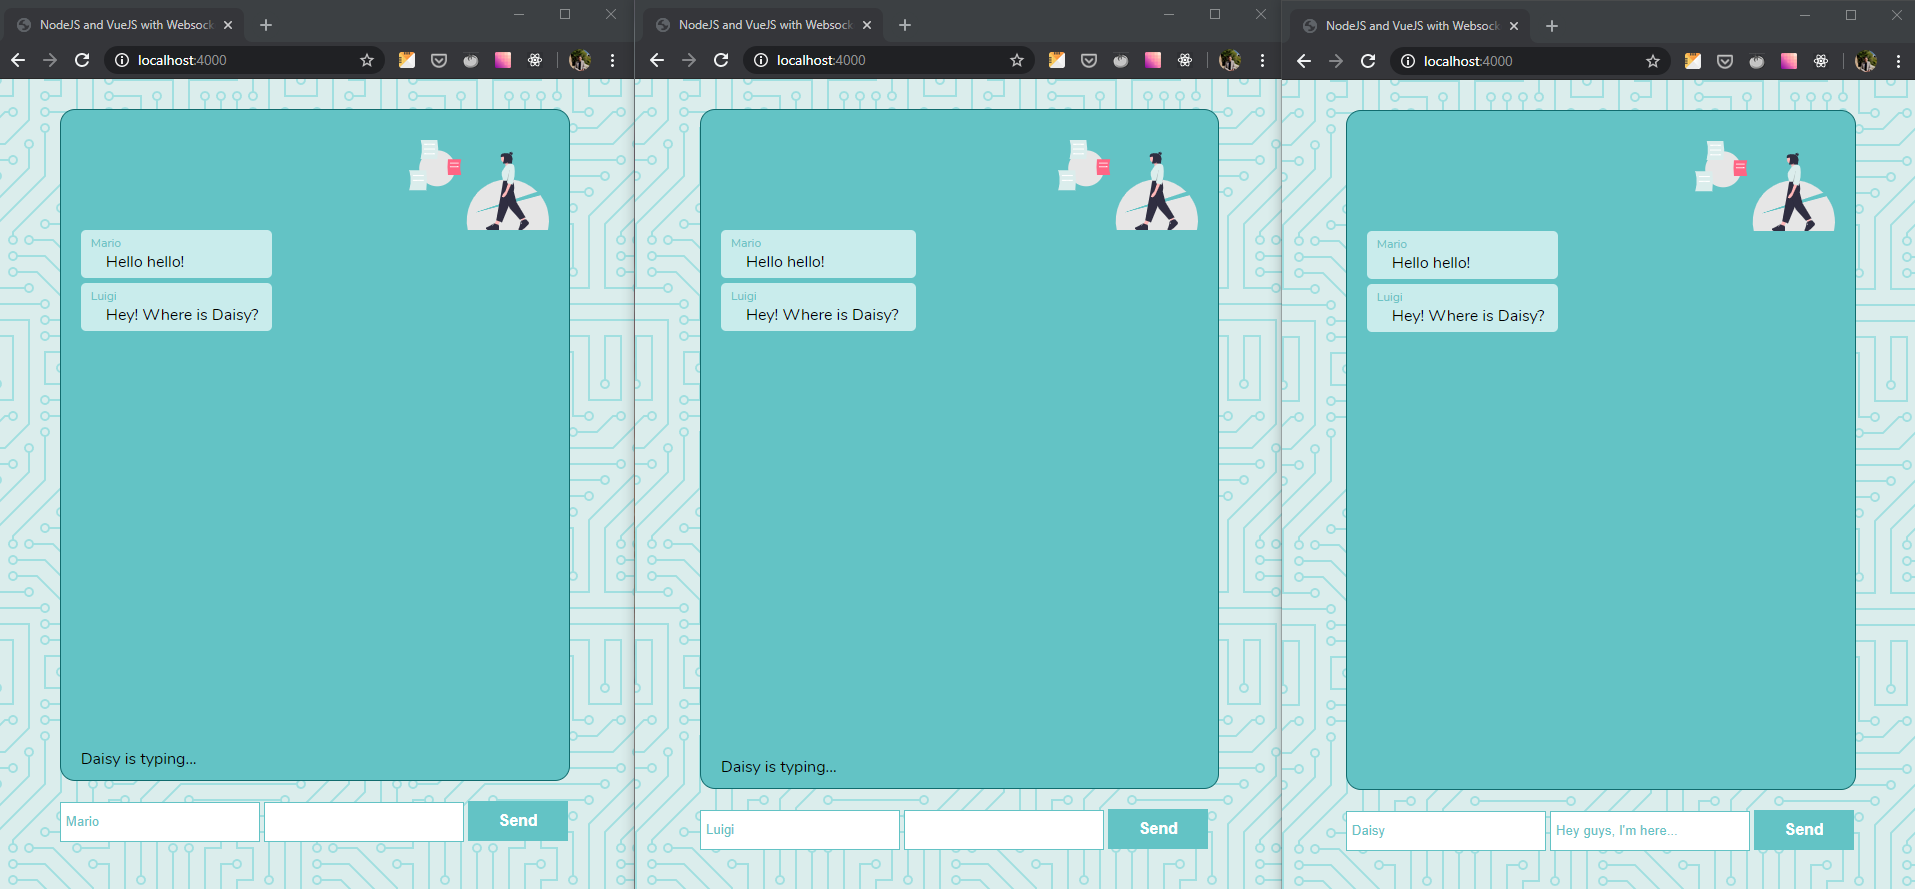 NodeJS and VueJS with Websock
localhost:4000
Mario
Hello hello!
Luigi
Hey! Where is Daisy?
Daisy is typing...
Mario
Send
NodeJS and VueJS with Websock
localhost:4000
Mario
Hello hello!
Luigi
Hey! Where is Daisy?
Daisy is typing...
Luigi
Send
NodeJS and VueJS with Websock
localhost:4000
Mario
Hello hello!
Luigi
Hey! Where is Daisy?
Daisy
Hey guys, I'm here...
Send